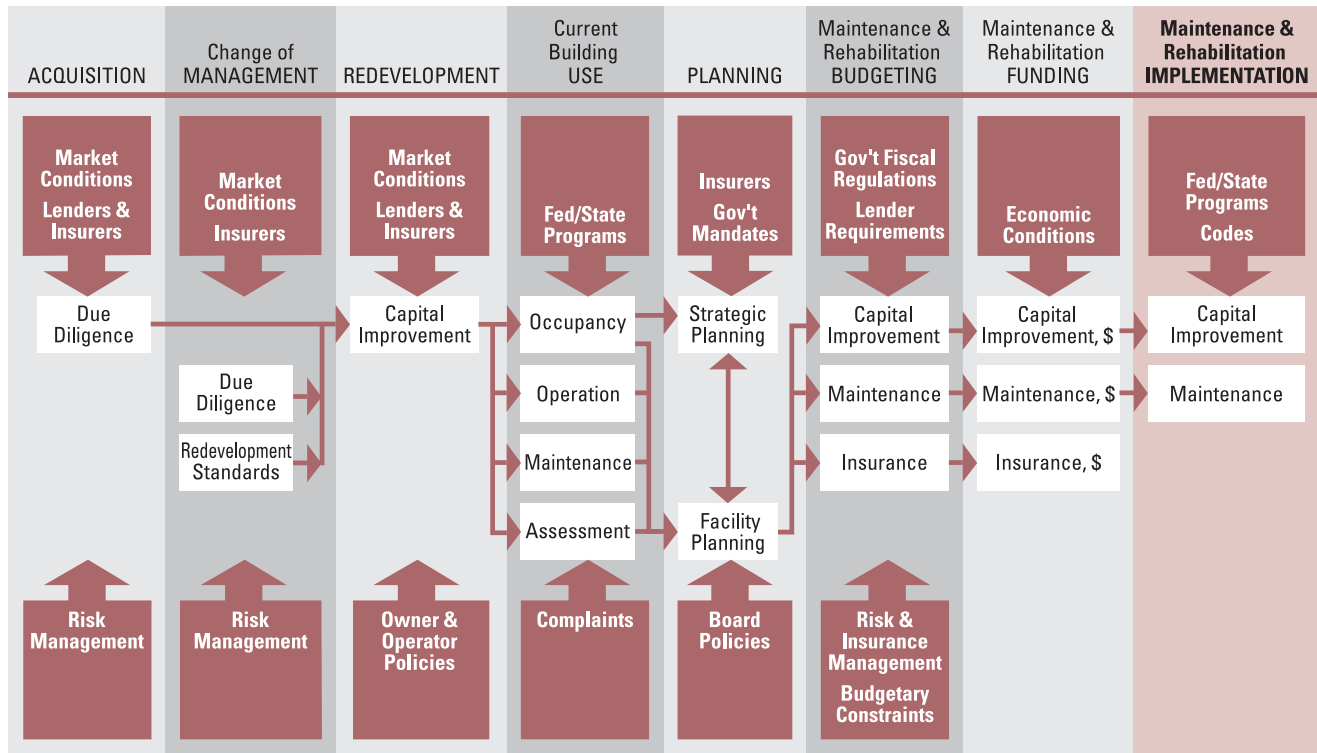 ACQUISITION
Change of
MANAGEMENT
REDEVELOPMENT
Current
Building
USE
PLANNING
Maintenance &
Rehabilitation
BUDGETING
Maintenance &
Rehabilitation
FUNDING
Maintenance &
Rehabilitation
IMPLEMENTATION
Market
Conditions
Lenders &
Insurers
Market
Conditions
Insurers
Market
Conditions
Lenders &
Insurers
Fed/State
Programs
Insurers
Gov't
Mandates
Gov't Fiscal
Regulations
Lender
Requirements
Economic
Conditions
Fed/State
Programs
Codes
Due
Diligence
Capital
Improvement
Occupancy
Strategic
Planning
Capital
Improvement
Capital
Improvement, $
Capital
Improvement
Due
Diligence
Operation
Maintenance
Maintenance, $
Maintenance
Redevelopment
Standards
Maintenance
Insurance
Insurance, $
Assessment
Facility
Planning
Risk
Management
Risk
Management
Owner &
Operator
Policies
Complaints
Board
Policies
Risk &
Insurance
Management
Budgetary
Constraints